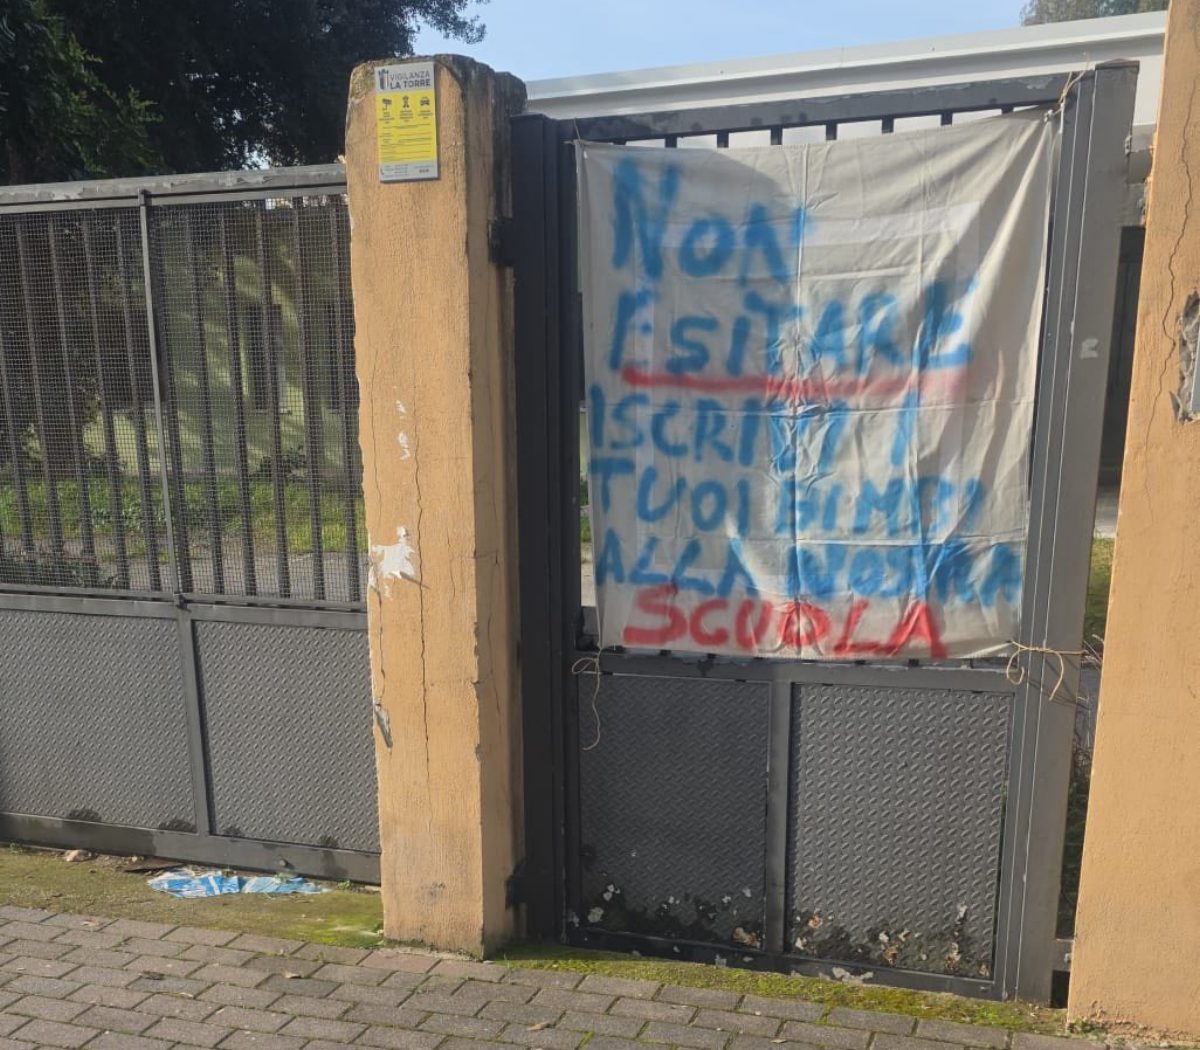 VIGILANZA
LA TORRE
NON
ESITARE
ISCRIVI I
TUOI BIMBI
ALLA NOSTRA
SCUOLA